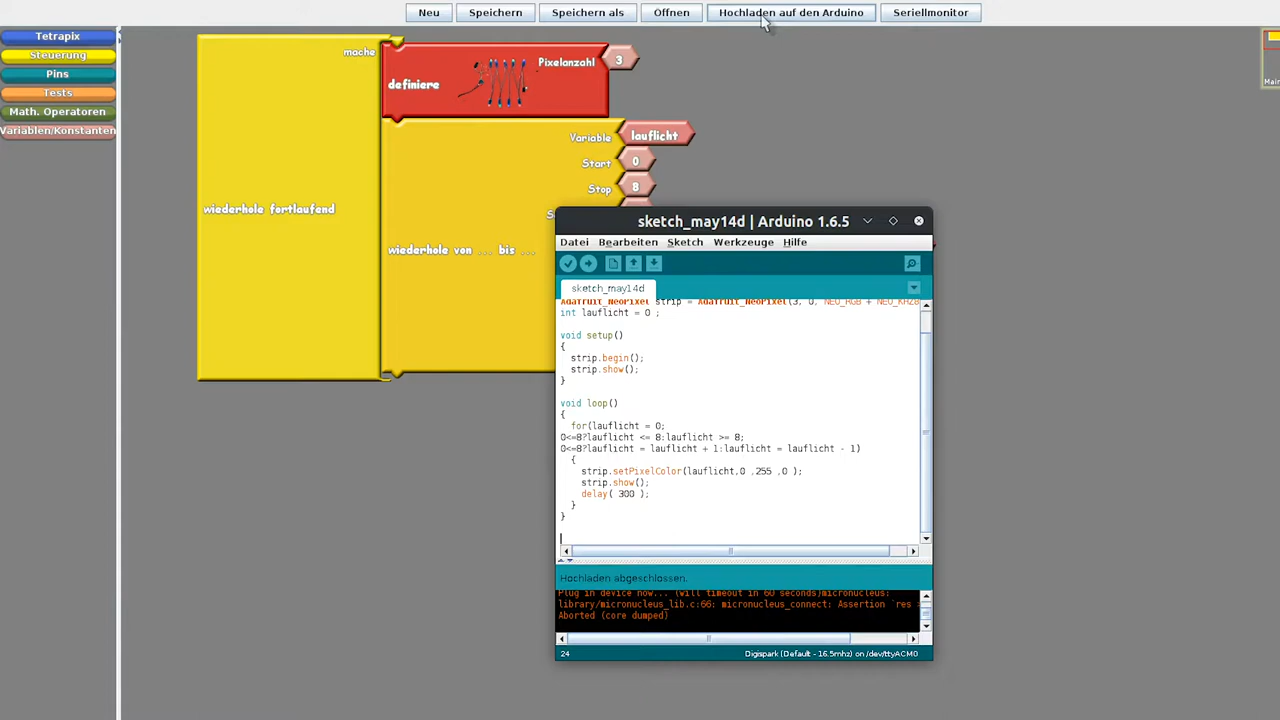 Neu
Speichern
Speichern als
Öffnen
Hochladen auf den Arduino
Seriellmonitor
Tetrapix
Steuerung
Pins
Tests
Math. Operatoren
Variablen/Konstanten
mache
Pixelanzahl
3
definiere
Variable
lauflicht
Start
0
Stop
8
wiederhole fortlaufend
wiederhole von ... bis ...
Main
sketch_may14d | Arduino 1.6.5
Datei Bearbeiten Sketch Werkzeuge Hilfe
sketch_may14d
Adafruit_NeoPixel strip = Adafruit_NeoPixel(3, 0, NEO_RGB + NEO_KHZ8
int lauflicht = 0 ;
void setup()
{
strip.begin();
strip.show();
}
void loop()
{
for(lauflicht = 0;
0<=8?lauflicht <= 8:lauflicht >= 8;
0<=8?lauflicht = lauflicht + 1:lauflicht = lauflicht - 1)
{
strip.setPixelColor(lauflicht,0 ,255 ,0 );
strip.show();
delay( 300 );
}
}
Hochladen abgeschlossen.
Plug in device now... (will timeout in 60 seconds)micronucleus:
library/micronucleus_lib.c:66: micronucleus_connect: Assertion `res
Aborted (core dumped)
24
Digispark (Default - 16.5mhz) on /dev/ttyACM0